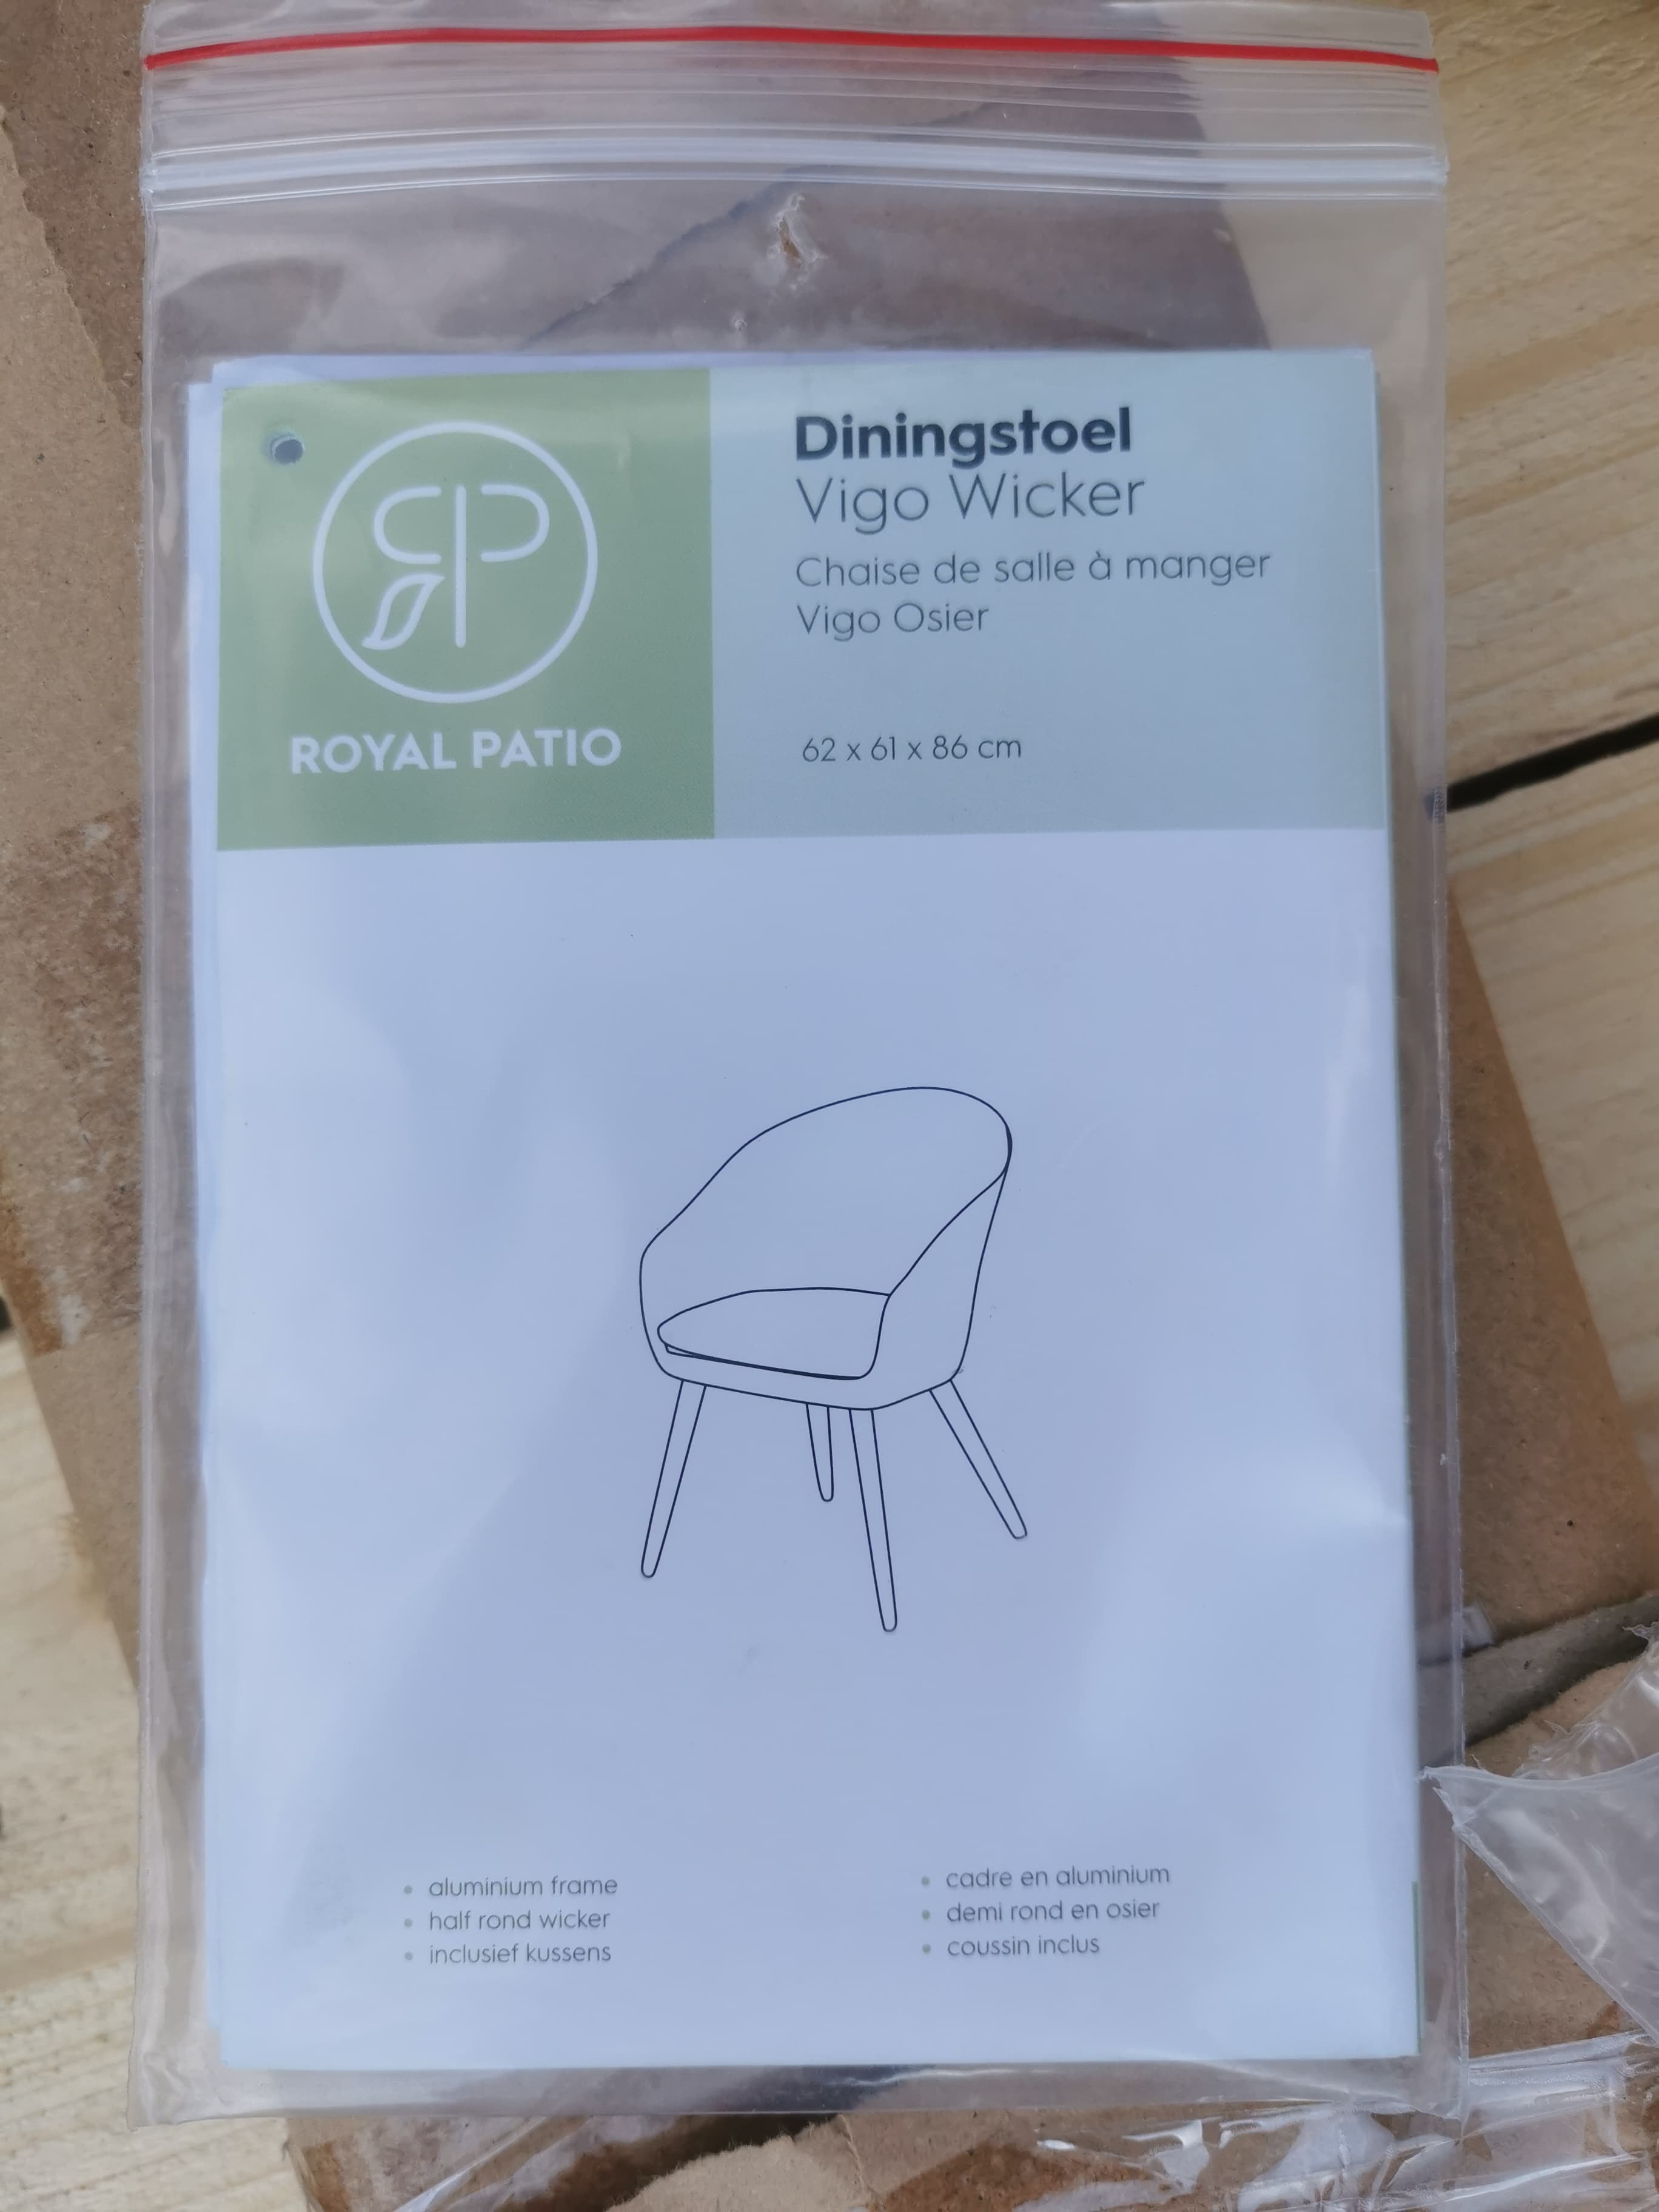 ROYAL PATIO
Diningstoel
Vigo Wicker
Chaise de salle à manger
Vigo Osier
62 x 61 x 86 cm
• aluminium frame
• half rond wicker
• inclusief kussens
• cadre en aluminium
• demi rond en osier
• coussin inclus